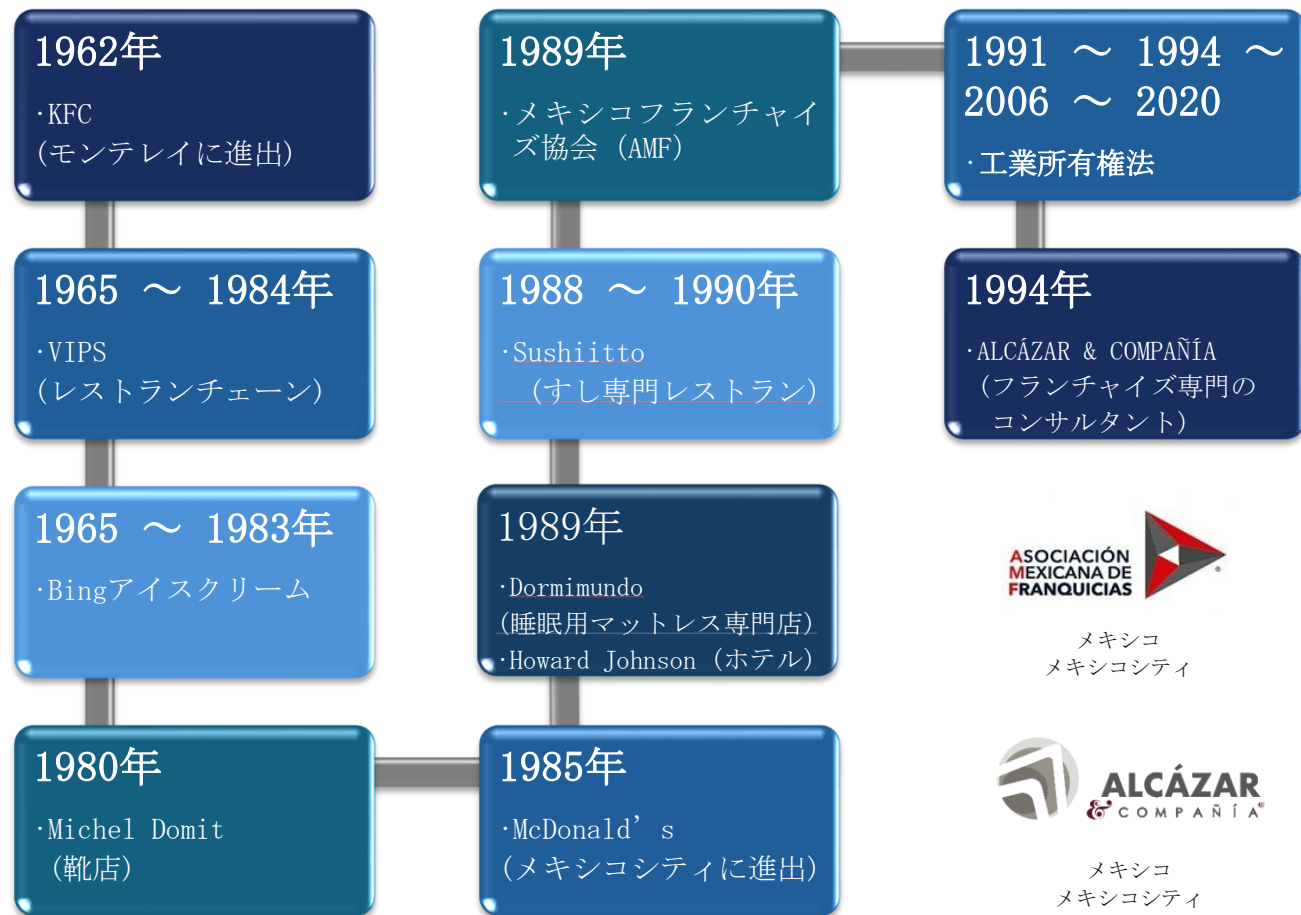 1962年
·KFC
(モンテレイに進出)
1965 ～ 1984年
·VIPS
(レストランチェーン)
1965 ～ 1983年
·Bingアイスクリーム
1980年
·Michel Domit
(靴店)
1985年
·McDonald’s
(メキシコシティに進出)
1989年
·Dormimundo
(睡眠用マットレス専門店)
·Howard Johnson (ホテル)
1988 ～ 1990年
·Sushiitto
(すし専門レストラン)
1989年
·メキシコフランチャイ
ズ協会 (AMF)
1991 ～ 1994 ～
2006 ～ 2020
·工業所有権法
1994年
·ALCÁZAR & COMPAÑÍA
(フランチャイズ専門の
コンサルタント)
ASOCIACIÓN
MEXICANA DE
FRANQUICIAS
®
メキシコ
メキシコシティ
ALCÁZAR
& COMPAÑÍA®
メキシコ
メキシコシティ